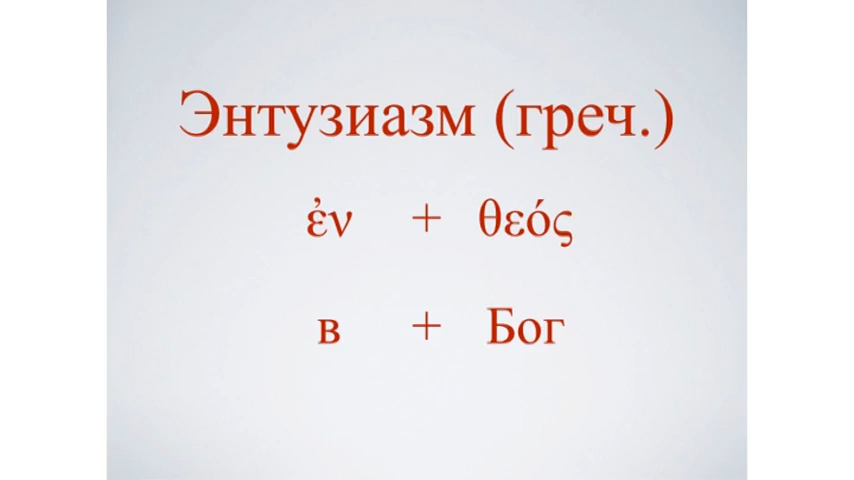 Энтузиазм (греч.)
ἐν + θεός
в + Бог